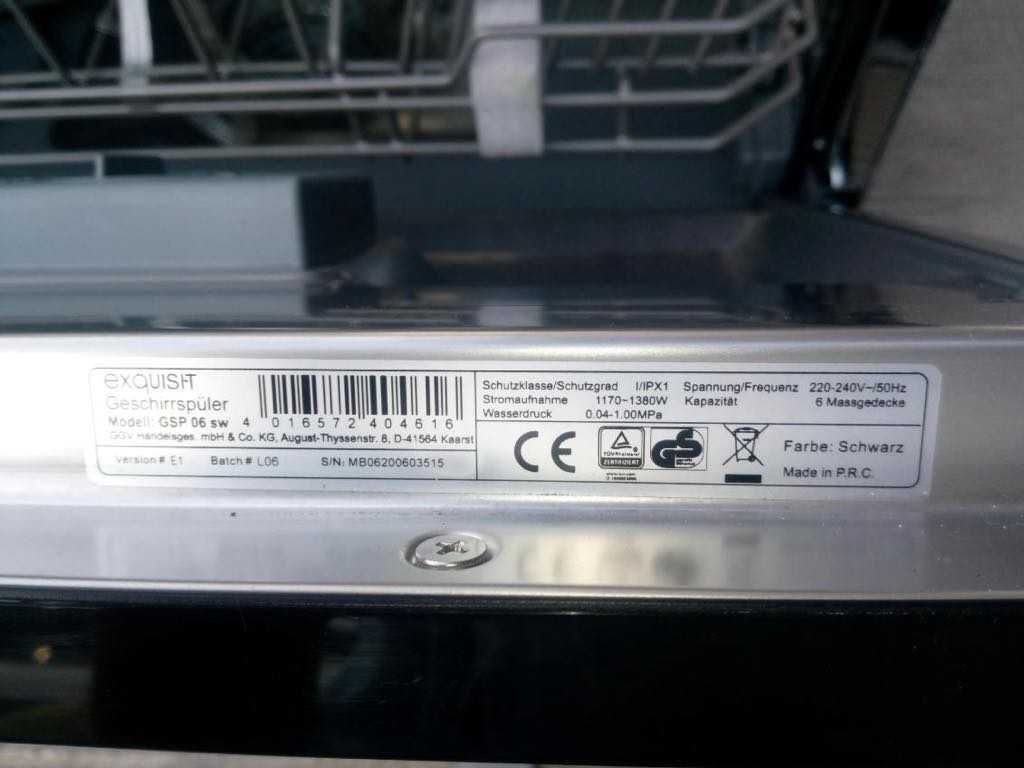 exquisit
Geschirrspüler
Modell: GSP 06 sw
4 016572 404616
GGV Handelsges. mbH & Co. KG, August-Thyssenstr. 8, D-41564 Kaarst
Version# E1 Batch# L06 S/N: MB06200603515
Schutzklasse/Schutzgrad I/IPX1 Spannung/Frequenz 220-240V~/50Hz
Stromaufnahme 1170~1380W Kapazität 6 Massgedecke
Wasserdruck 0.04-1.00MPa
CE
TÜVRheinland
ZERTIFIZIERT
GS
Farbe: Schwarz
Made in P.R.C.